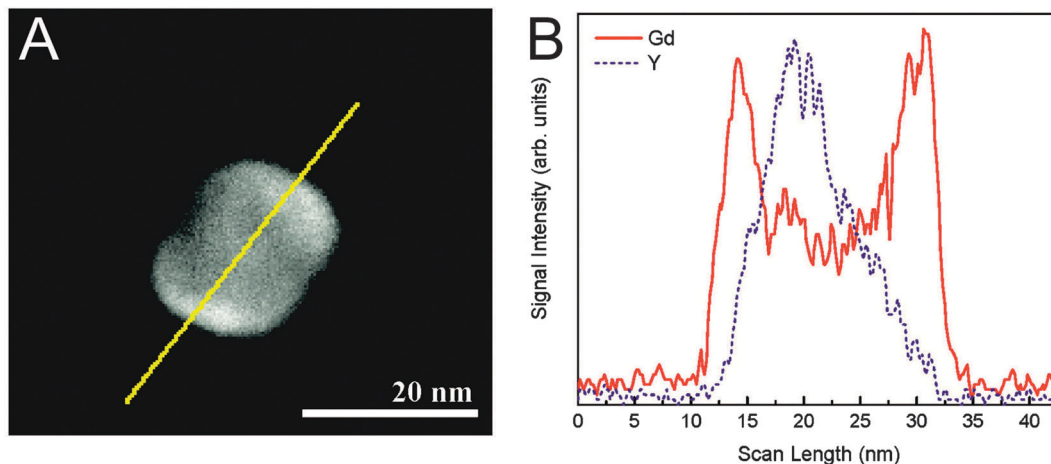 A
20 nm
B
Gd
Y
Signal Intensity (arb. units)
0 5 10 15 20 25 30 35 40
Scan Length (nm)